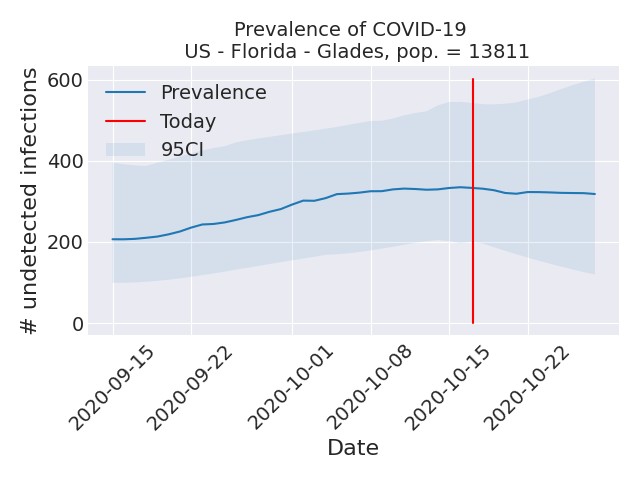 Prevalence of COVID-19
US - Florida - Glades, pop. = 13811
# undetected infections
600
400
200
0
Prevalence
Today
95CI
2020-09-15
2020-09-22
2020-10-01
2020-10-08
2020-10-15
2020-10-22
Date